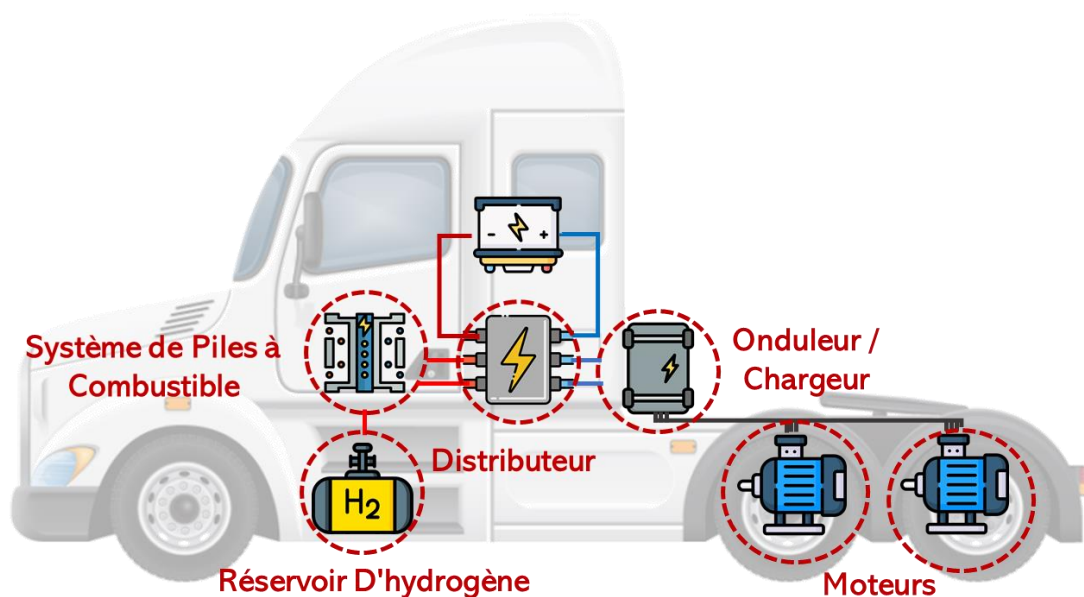 - +
Système de Piles à
Combustible
Onduleur /
Chargeur
Distributeur
H2
Réservoir D'hydrogène
Moteurs